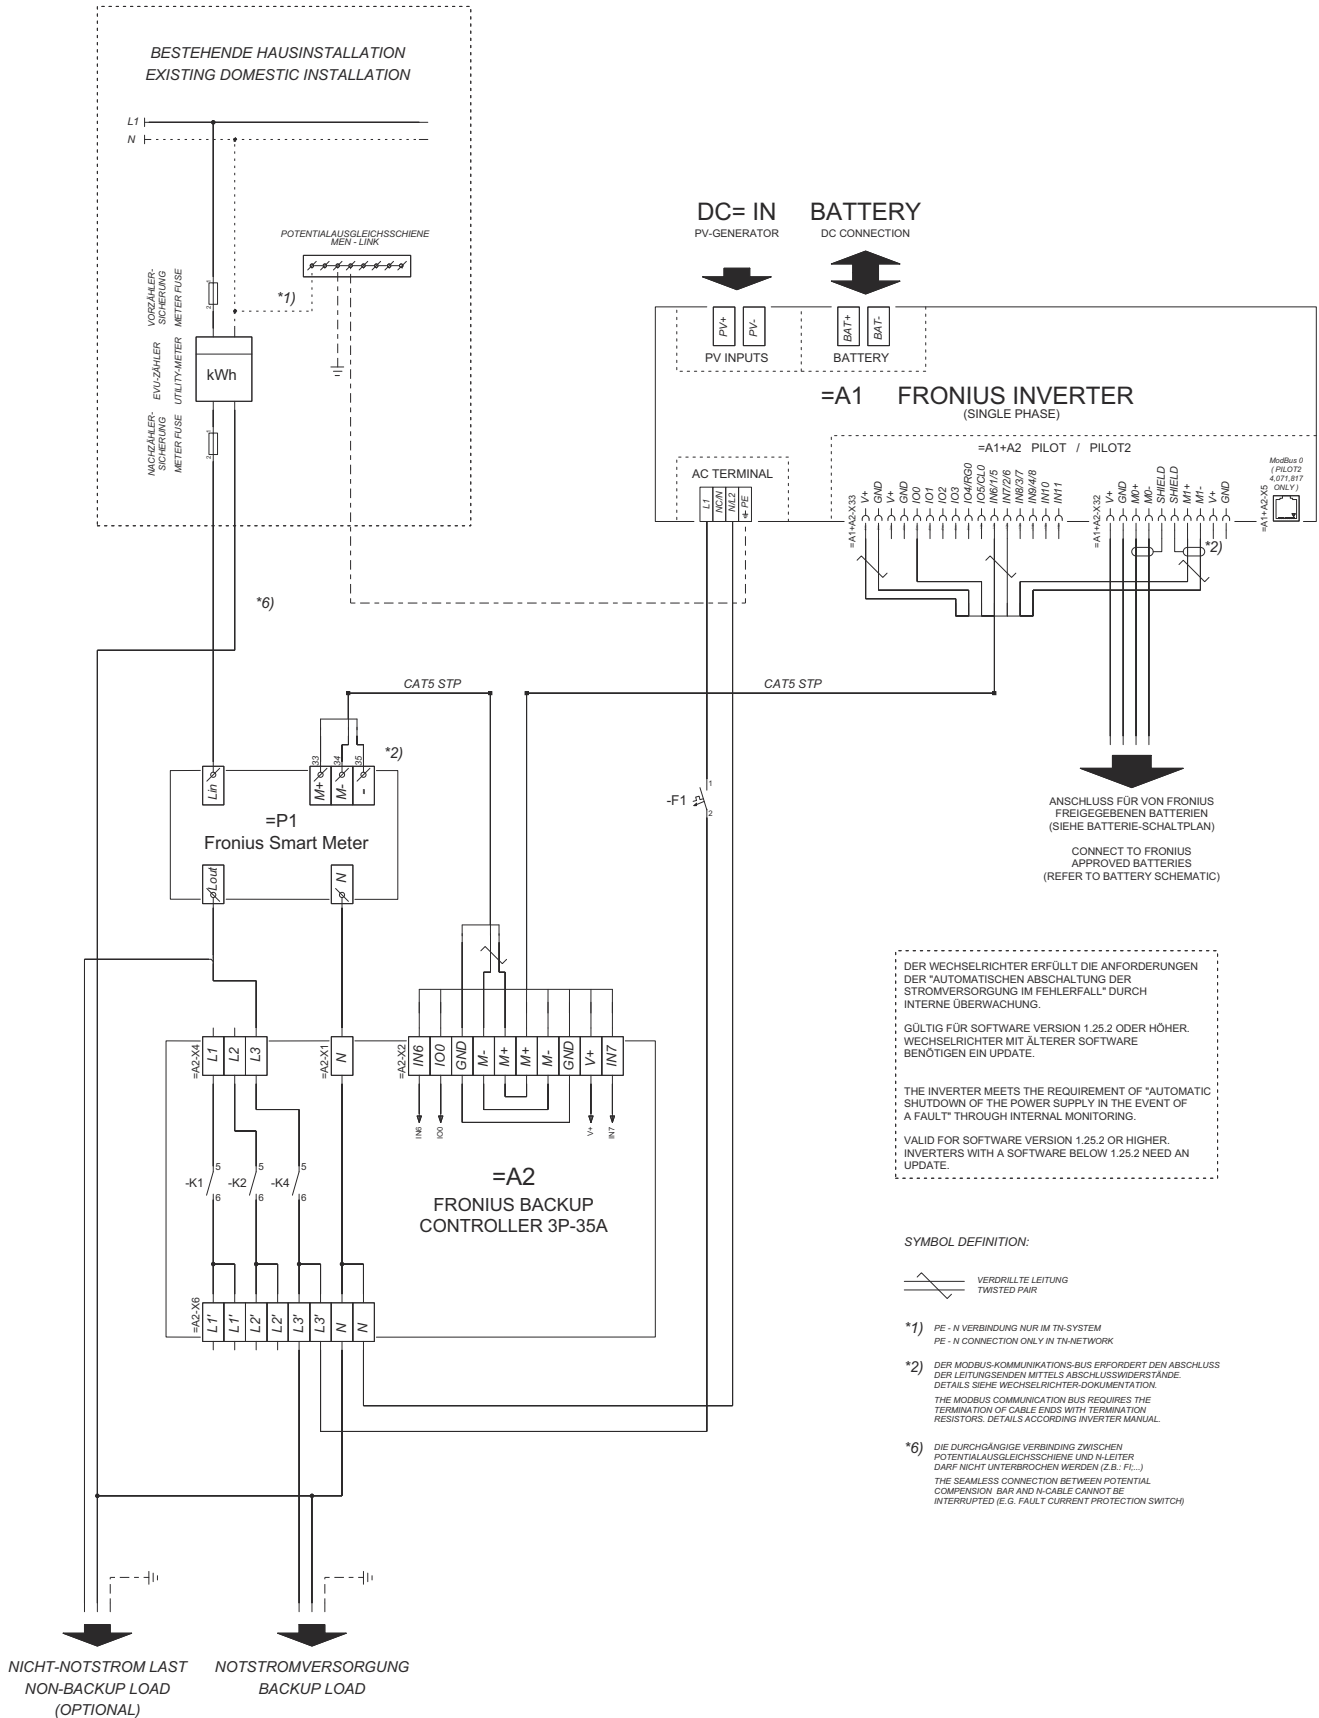 BESTEHENDE HAUSINSTALLATION
EXISTING DOMESTIC INSTALLATION
L1
N
POTENTIALAUSGLEICHSSCHIENE
MEN - LINK
*1)
VORZÄHLER-
SICHERUNG
METER FUSE
1
2
EVU-ZÄHLER
UTILITY-METER
kWh
NACHZÄHLER-
SICHERUNG
METER FUSE
1
2
*6)
DC= IN
PV-GENERATOR
BATTERY
DC CONNECTION
PV+
PV-
PV INPUTS
BAT+
BAT-
BATTERY
=A1 FRONIUS INVERTER
(SINGLE PHASE)
=A1+A2 PILOT / PILOT2
AC TERMINAL
L1
NC/N
N/L2
PE
=A1+A2-X33
V+
GND
V+
GND
IO0
IO1
IO2
IO3
IO4/RG0
IO5/CL0
IN6/1/5
IN7/2/6
IN8/3/7
IN9/4/8
IN10
IN11
=A1+A2-X32
V+
GND
M0+
M0-
SHIELD
SHIELD
M1+
M1-
V+
GND
*2)
=A1+A2-X5
ModBus 0
( PILOT2
4,071,817
ONLY )
CAT5 STP
CAT5 STP
*2)
Lin
33
34
35
M+
M-
-
=P1
Fronius Smart Meter
Lout
N
-F1
1
2
ANSCHLUSS FÜR VON FRONIUS
FREIGEGEBENEN BATTERIEN
(SIEHE BATTERIE-SCHALTPLAN)
CONNECT TO FRONIUS
APPROVED BATTERIES
(REFER TO BATTERY SCHEMATIC)
=A2-X4
L1
L2
L3
=A2-X1
N
=A2-X2
IN6
IO0
GND
M-
M+
M+
M-
GND
V+
IN7
IN6
IO0
V+
IN7
-K1
5
6
-K2
5
6
-K4
5
6
=A2
FRONIUS BACKUP
CONTROLLER 3P-35A
=A2-X6
L1'
L1'
L2'
L2'
L3'
L3'
N
N
DER WECHSELRICHTER ERFÜLLT DIE ANFORDERUNGEN
DER "AUTOMATISCHEN ABSCHALTUNG DER
STROMVERSORGUNG IM FEHLERFALL" DURCH
INTERNE ÜBERWACHUNG.
GÜLTIG FÜR SOFTWARE VERSION 1.25.2 ODER HÖHER.
WECHSELRICHTER MIT ÄLTERER SOFTWARE
BENÖTIGEN EIN UPDATE.
THE INVERTER MEETS THE REQUIREMENT OF "AUTOMATIC
SHUTDOWN OF THE POWER SUPPLY IN THE EVENT OF
A FAULT" THROUGH INTERNAL MONITORING.
VALID FOR SOFTWARE VERSION 1.25.2 OR HIGHER.
INVERTERS WITH A SOFTWARE BELOW 1.25.2 NEED AN
UPDATE.
SYMBOL DEFINITION:
VERDRILLTE LEITUNG
TWISTED PAIR
*1) PE - N VERBINDUNG NUR IM TN-SYSTEM
PE - N CONNECTION ONLY IN TN-NETWORK
*2) DER MODBUS-KOMMUNIKATIONS-BUS ERFORDERT DEN ABSCHLUSS
DER LEITUNGSENDEN MITTELS ABSCHLUSSWIDERSTÄNDE.
DETAILS SIEHE WECHSELRICHTER-DOKUMENTATION.
THE MODBUS COMMUNICATION BUS REQUIRES THE
TERMINATION OF CABLE ENDS WITH TERMINATION
RESISTORS. DETAILS ACCORDING INVERTER MANUAL.
*6) DIE DURCHGÄNGIGE VERBINDING ZWISCHEN
POTENTIALAUSGLEICHSSCHIENE UND N-LEITER
DARF NICHT UNTERBROCHEN WERDEN (Z.B.: FI;...)
THE SEAMLESS CONNECTION BETWEEN POTENTIAL
COMPENSION BAR AND N-CABLE CANNOT BE
INTERRUPTED (E.G. FAULT CURRENT PROTECTION SWITCH)
NICHT-NOTSTROM LAST
NON-BACKUP LOAD
(OPTIONAL)
NOTSTROMVERSORGUNG
BACKUP LOAD